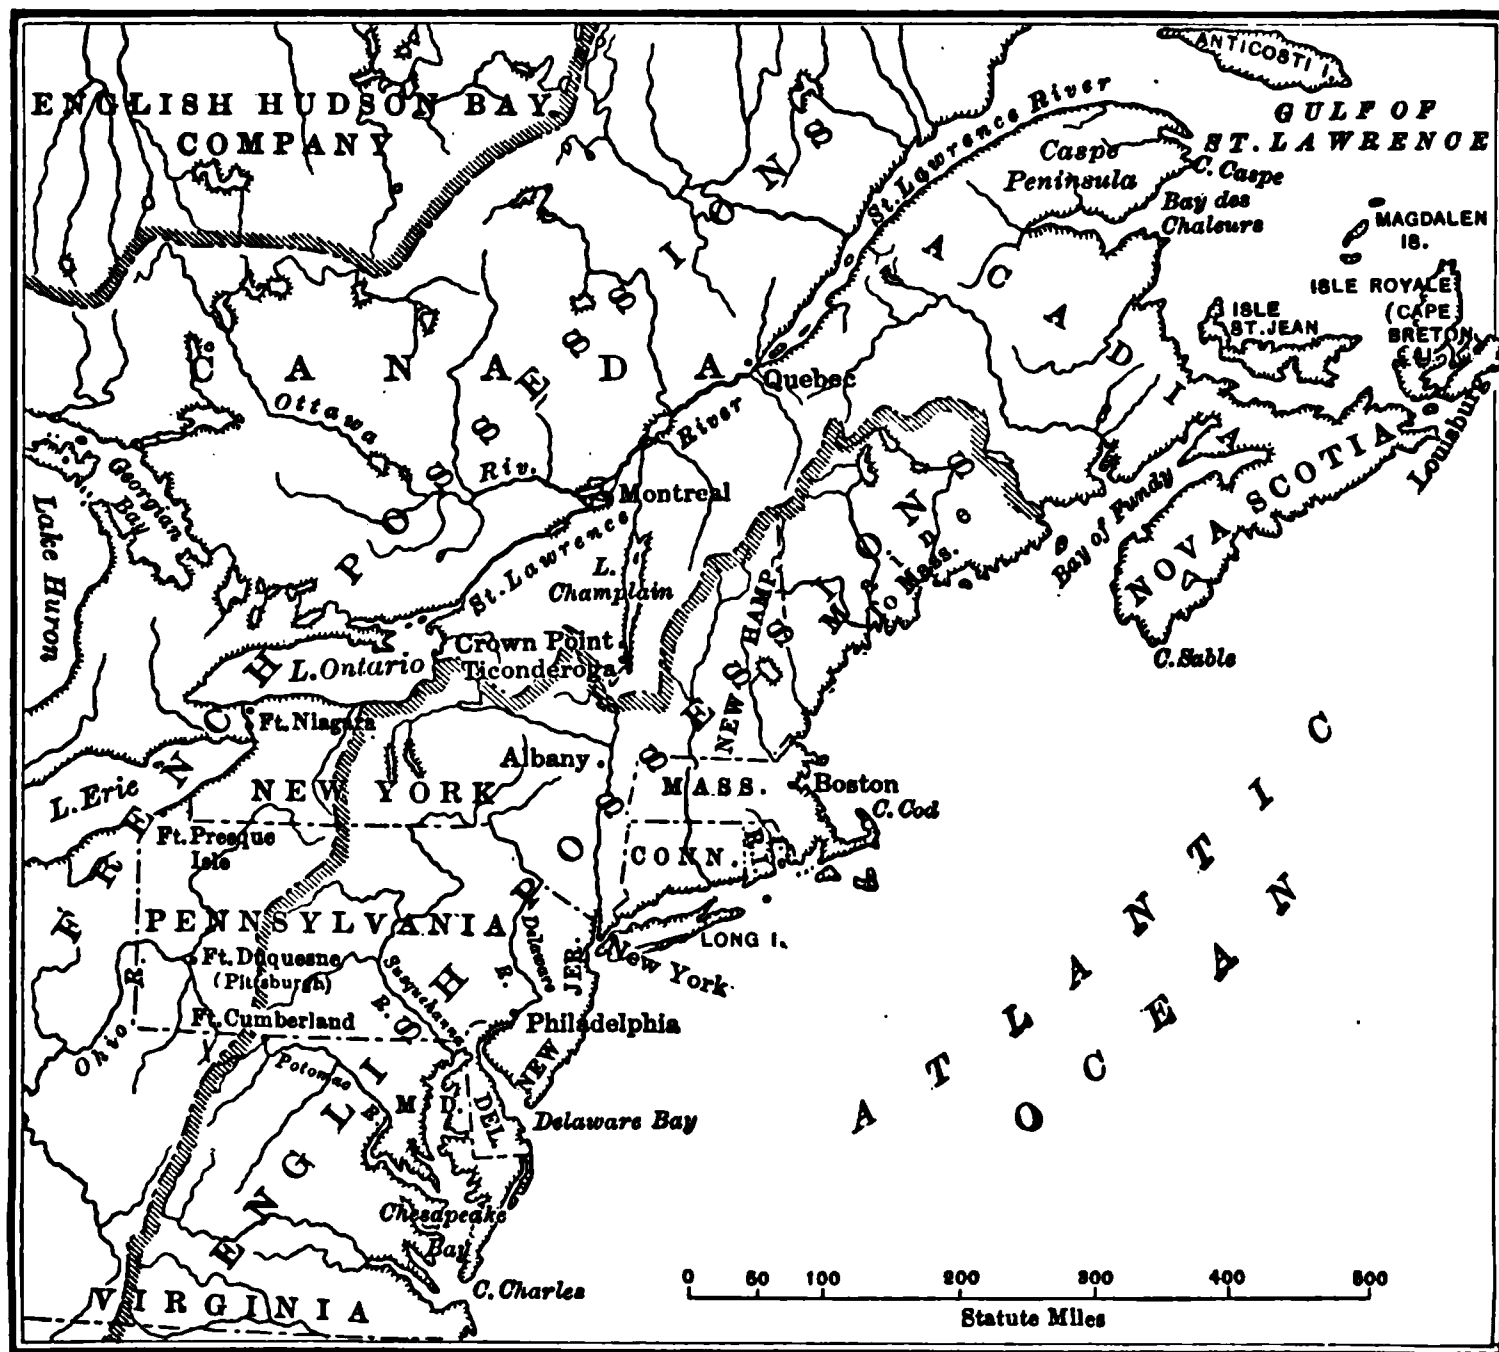 ANTICOSTI I.
ENGLISH HUDSON BAY
COMPANY
GULF OF
ST. LAWRENCE
St. Lawrence River
Caspe
Peninsula
C. Caspe
Bay des
Chaleurs
MAGDALEN
IS.
ISLE ROYALE
(CAPE
BRETON
ISLE
ST. JEAN
ACADIA
CANADA
Quebec
Ottawa
Riv.
River
Montreal
St. Lawrence
Louisburg
Georgian
Bay
Lake Huron
FRENCH POSSESSIONS
Bay of Fundy
NOVA SCOTIA
C. Sable
L.
Champlain
Maine
To Mass.
NEW HAMP.
Crown Point
Ticonderoga
L. Ontario
Ft. Niagara
Albany
L. Erie
NEW YORK
MASS.
Boston
C. Cod
Ft. Presque
Isle
CONN.
R.I.
PENNSYLVANIA
Delaware
R.
LONG I.
New York
Ft. Duquesne
(Pittsburgh)
Susquehanna
R.
NEW JER.
Ft. Cumberland
Philadelphia
Ohio R.
Potomac R.
MD.
DEL.
Delaware Bay
ENGLISH POSSESSIONS
ATLANTIC
OCEAN
Chesapeake
Bay
C. Charles
VIRGINIA
0 50 100 200 300 400 500
Statute Miles